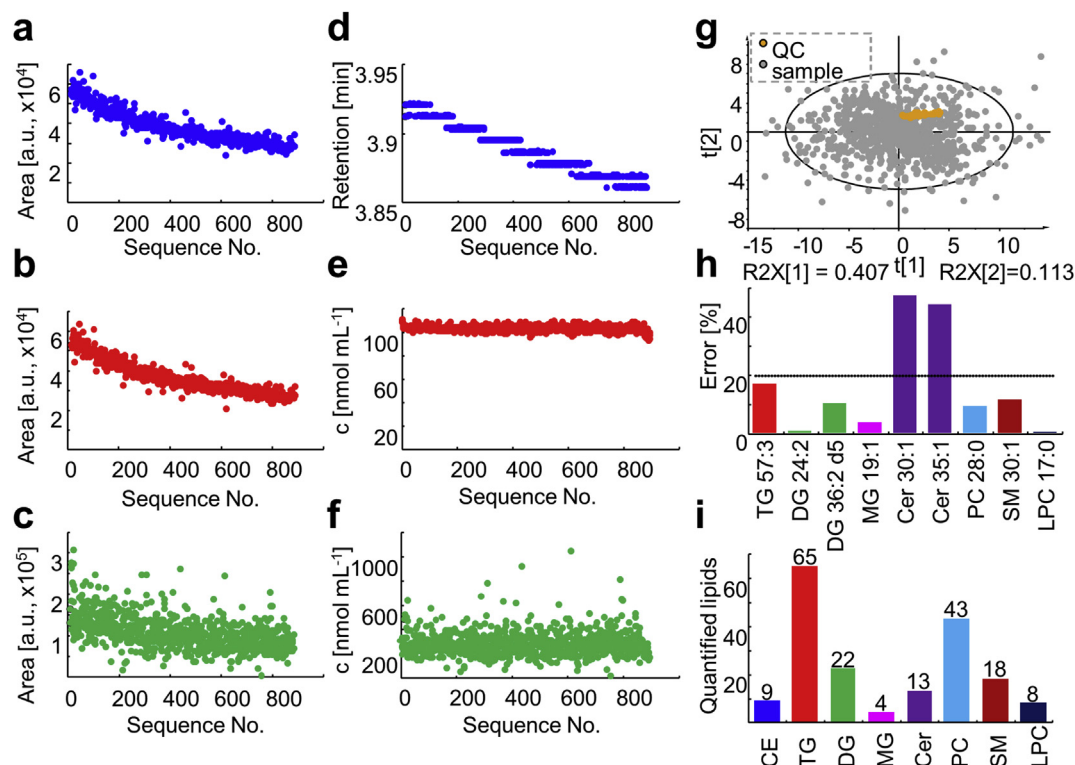 a
Area [a.u., x10⁴]
6
4
2
0
200
400
600
800
Sequence No.
d
Retention [min]
3.95
3.9
3.85
0
200
400
600
800
Sequence No.
g
QC
sample
t[2]
8
4
0
-4
-8
-15
-10
-5
0
5
10
t[1]
R2X[1] = 0.407
R2X[2]=0.113
b
Area [a.u., x10⁴]
6
4
2
0
200
400
600
800
Sequence No.
e
c [nmol mL⁻¹]
100
60
20
0
200
400
600
800
Sequence No.
h
Error [%]
40
20
0
TG 57:3
DG 24:2
DG 36:2 d5
MG 19:1
Cer 30:1
Cer 35:1
PC 28:0
SM 30:1
LPC 17:0
c
Area [a.u., x10⁵]
3
2
1
0
200
400
600
800
Sequence No.
f
c [nmol mL⁻¹]
1000
600
200
0
200
400
600
800
Sequence No.
i
Quantified lipids
60
40
20
9
65
22
4
13
43
18
8
CE
TG
DG
MG
Cer
PC
SM
LPC